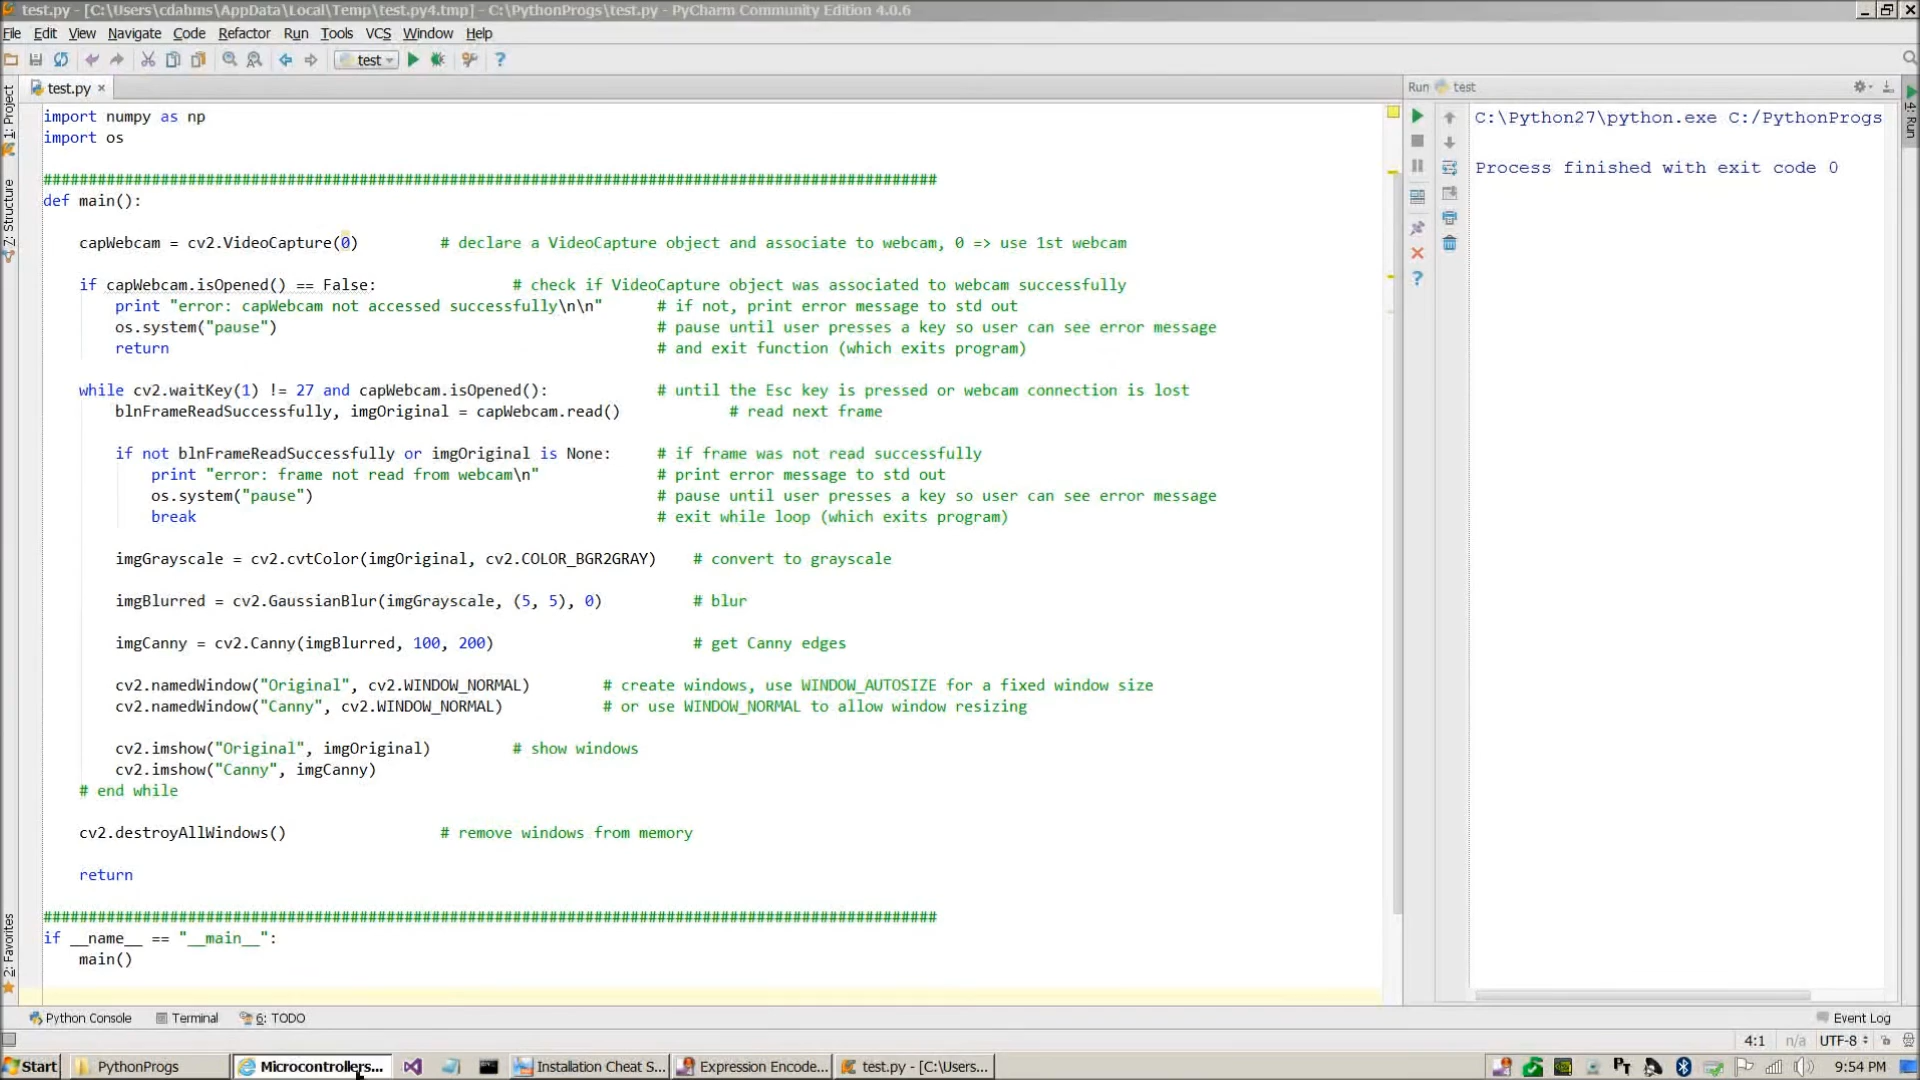 test.py - [C:\Users\cdahms\AppData\Local\Temp\test.py4.tmp] - C:\PythonProgs\test.py - PyCharm Community Edition 4.0.6
File Edit View Navigate Code Refactor Run Tools VCS Window Help
test
test.py
Run test
1: Project
Z: Structure
2: Favorites
4: Run
import numpy as np
import os
###################################################################################################
def main():
capWebcam = cv2.VideoCapture(0) # declare a VideoCapture object and associate to webcam, 0 => use 1st webcam
if capWebcam.isOpened() == False: # check if VideoCapture object was associated to webcam successfully
print "error: capWebcam not accessed successfully\n\n" # if not, print error message to std out
os.system("pause") # pause until user presses a key so user can see error message
return # and exit function (which exits program)
while cv2.waitKey(1) != 27 and capWebcam.isOpened(): # until the Esc key is pressed or webcam connection is lost
blnFrameReadSuccessfully, imgOriginal = capWebcam.read() # read next frame
if not blnFrameReadSuccessfully or imgOriginal is None: # if frame was not read successfully
print "error: frame not read from webcam\n" # print error message to std out
os.system("pause") # pause until user presses a key so user can see error message
break # exit while loop (which exits program)
imgGrayscale = cv2.cvtColor(imgOriginal, cv2.COLOR_BGR2GRAY) # convert to grayscale
imgBlurred = cv2.GaussianBlur(imgGrayscale, (5, 5), 0) # blur
imgCanny = cv2.Canny(imgBlurred, 100, 200) # get Canny edges
cv2.namedWindow("Original", cv2.WINDOW_NORMAL) # create windows, use WINDOW_AUTOSIZE for a fixed window size
cv2.namedWindow("Canny", cv2.WINDOW_NORMAL) # or use WINDOW_NORMAL to allow window resizing
cv2.imshow("Original", imgOriginal) # show windows
cv2.imshow("Canny", imgCanny)
# end while
cv2.destroyAllWindows() # remove windows from memory
return
###################################################################################################
if __name__ == "__main__":
main()
C:\Python27\python.exe C:/PythonProgs
Process finished with exit code 0
Python Console Terminal 6: TODO Event Log
4:1 n/a UTF-8
Start PythonProgs Microcontrollers... Installation Cheat S... Expression Encode... test.py - [C:\Users... 9:54 PM